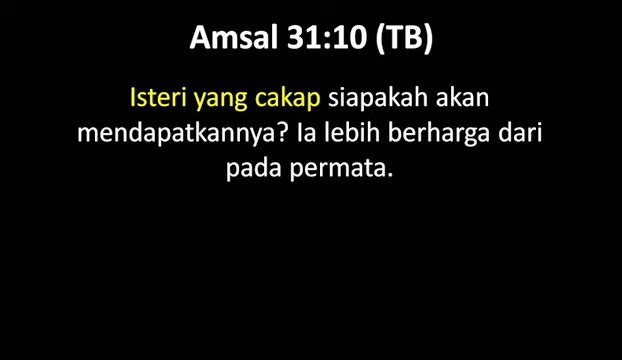 Amsal 31:10 (TB)
Isteri yang cakap siapakah akan
mendapatkannya? Ia lebih berharga dari
pada permata.